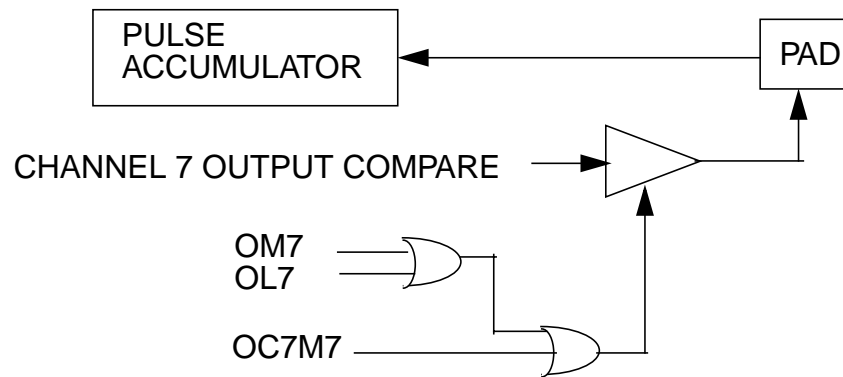 PULSE
ACCUMULATOR
PAD
CHANNEL 7 OUTPUT COMPARE
OM7
OL7
OC7M7